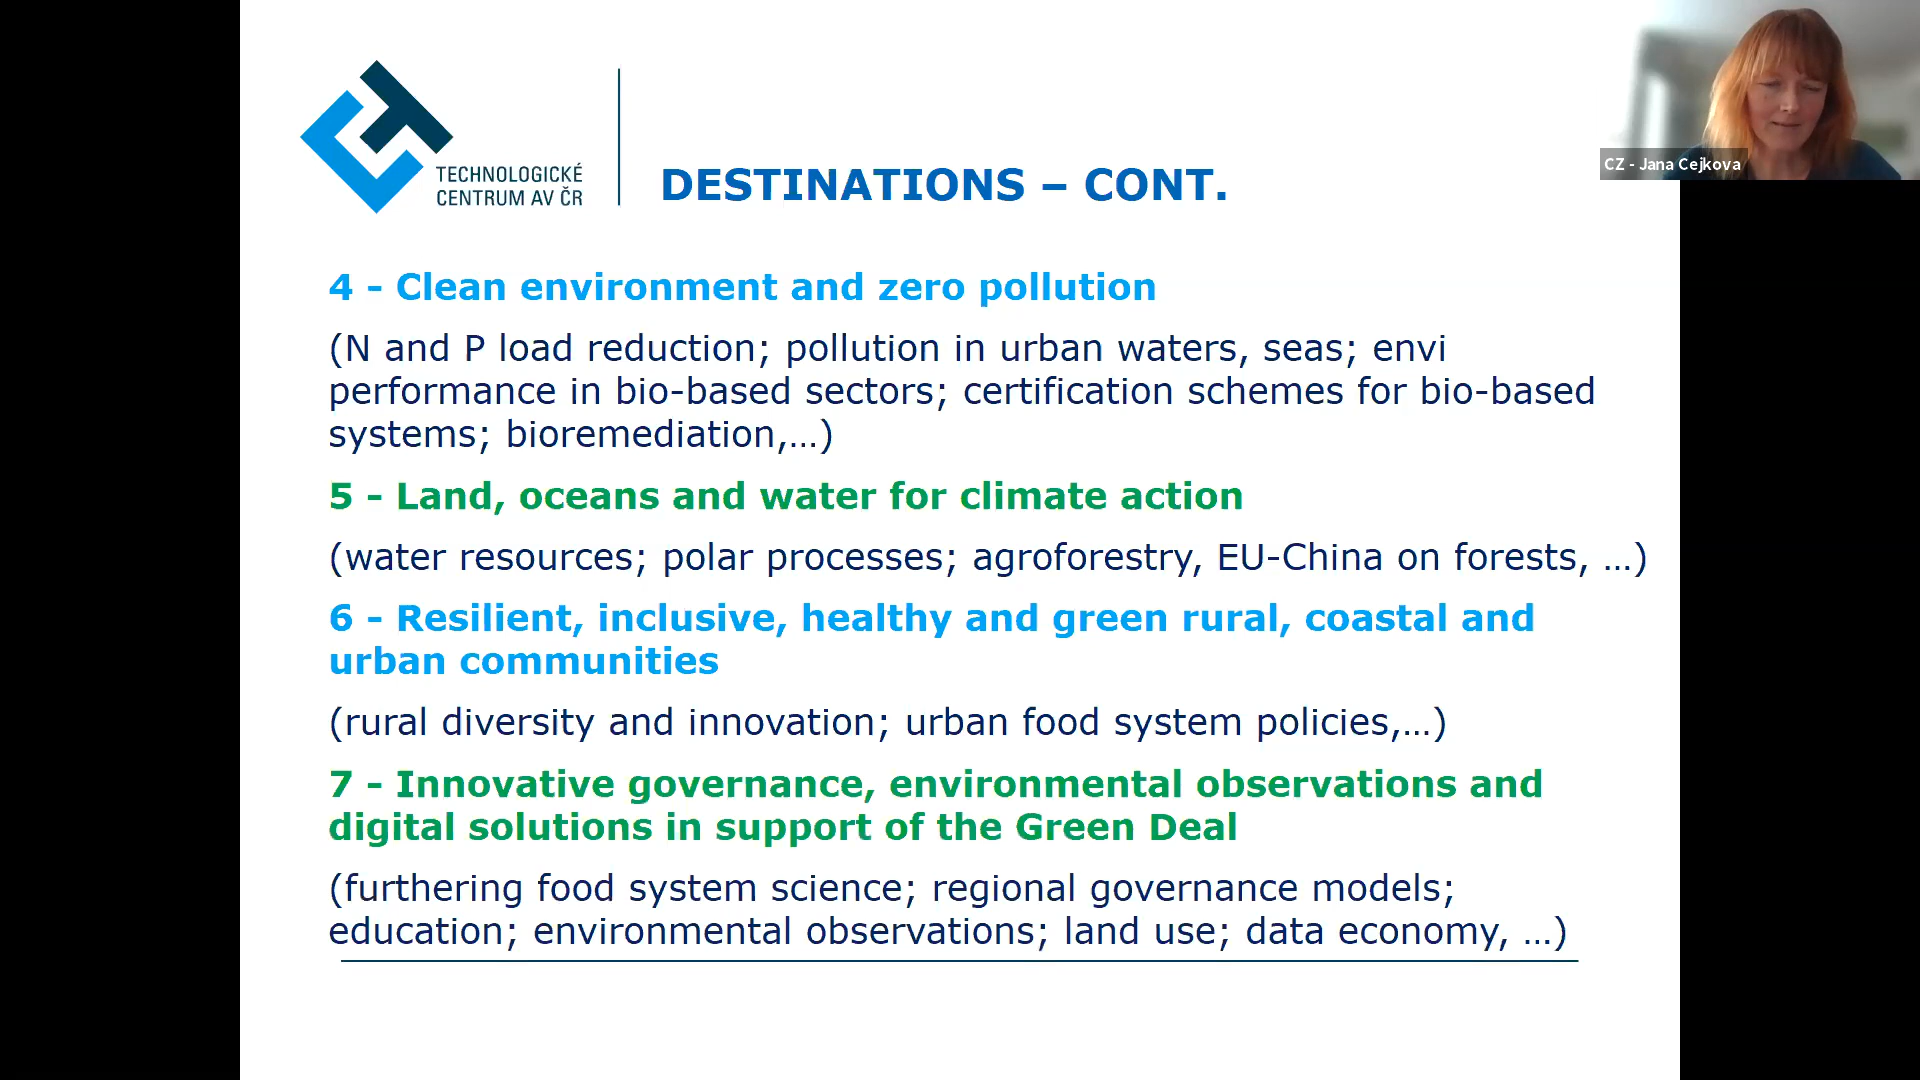 TECHNOLOGICKÉ
CENTRUM AV ČR
DESTINATIONS – CONT.
CZ - Jana Cejkova
4 - Clean environment and zero pollution
(N and P load reduction; pollution in urban waters, seas; envi
performance in bio-based sectors; certification schemes for bio-based
systems; bioremediation,…)
5 - Land, oceans and water for climate action
(water resources; polar processes; agroforestry, EU-China on forests, …)
6 - Resilient, inclusive, healthy and green rural, coastal and
urban communities
(rural diversity and innovation; urban food system policies,…)
7 - Innovative governance, environmental observations and
digital solutions in support of the Green Deal
(furthering food system science; regional governance models;
education; environmental observations; land use; data economy, …)